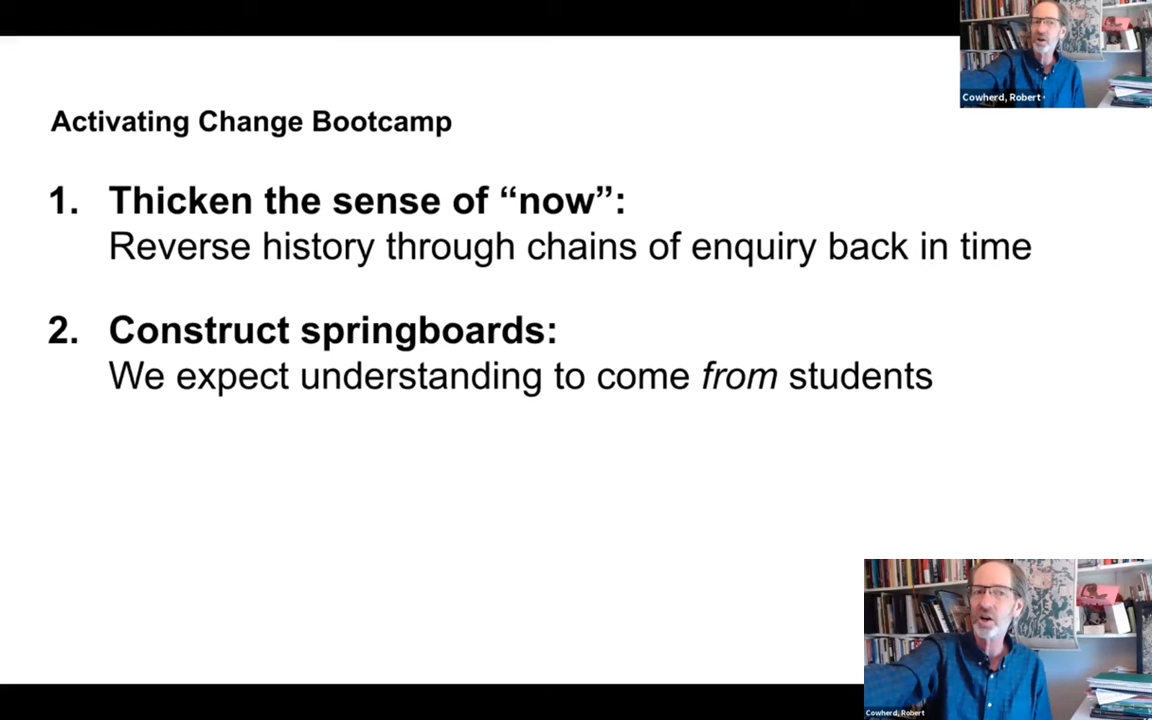 Cowherd, Robert
Activating Change Bootcamp
1. Thicken the sense of “now”:
Reverse history through chains of enquiry back in time
2. Construct springboards:
We expect understanding to come from students
Cowherd, Robert